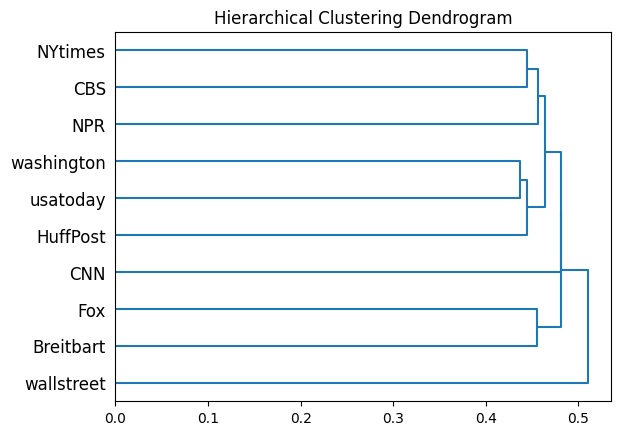 Hierarchical Clustering Dendrogram
NYtimes
CBS
NPR
washington
usatoday
HuffPost
CNN
Fox
Breitbart
wallstreet
0.0 0.1 0.2 0.3 0.4 0.5